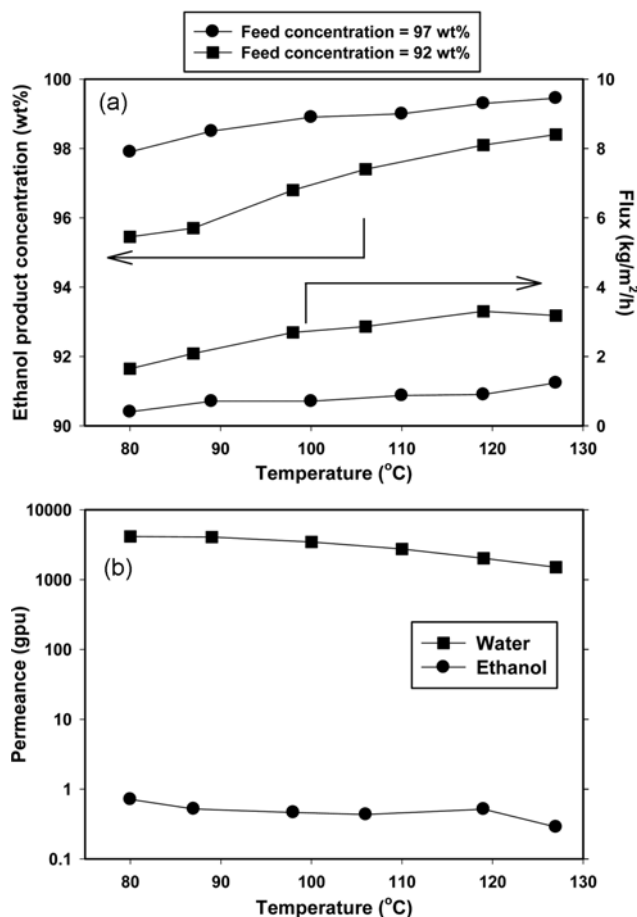 Feed concentration = 97 wt%
Feed concentration = 92 wt%
(a)
Ethanol product concentration (wt%)
100
98
96
94
92
90
10
8
6
4
2
0
Flux (kg/m²/h)
80 90 100 110 120 130
Temperature (°C)
(b)
Permeance (gpu)
10000
1000
100
10
1
0.1
Water
Ethanol
80 90 100 110 120 130
Temperature (°C)